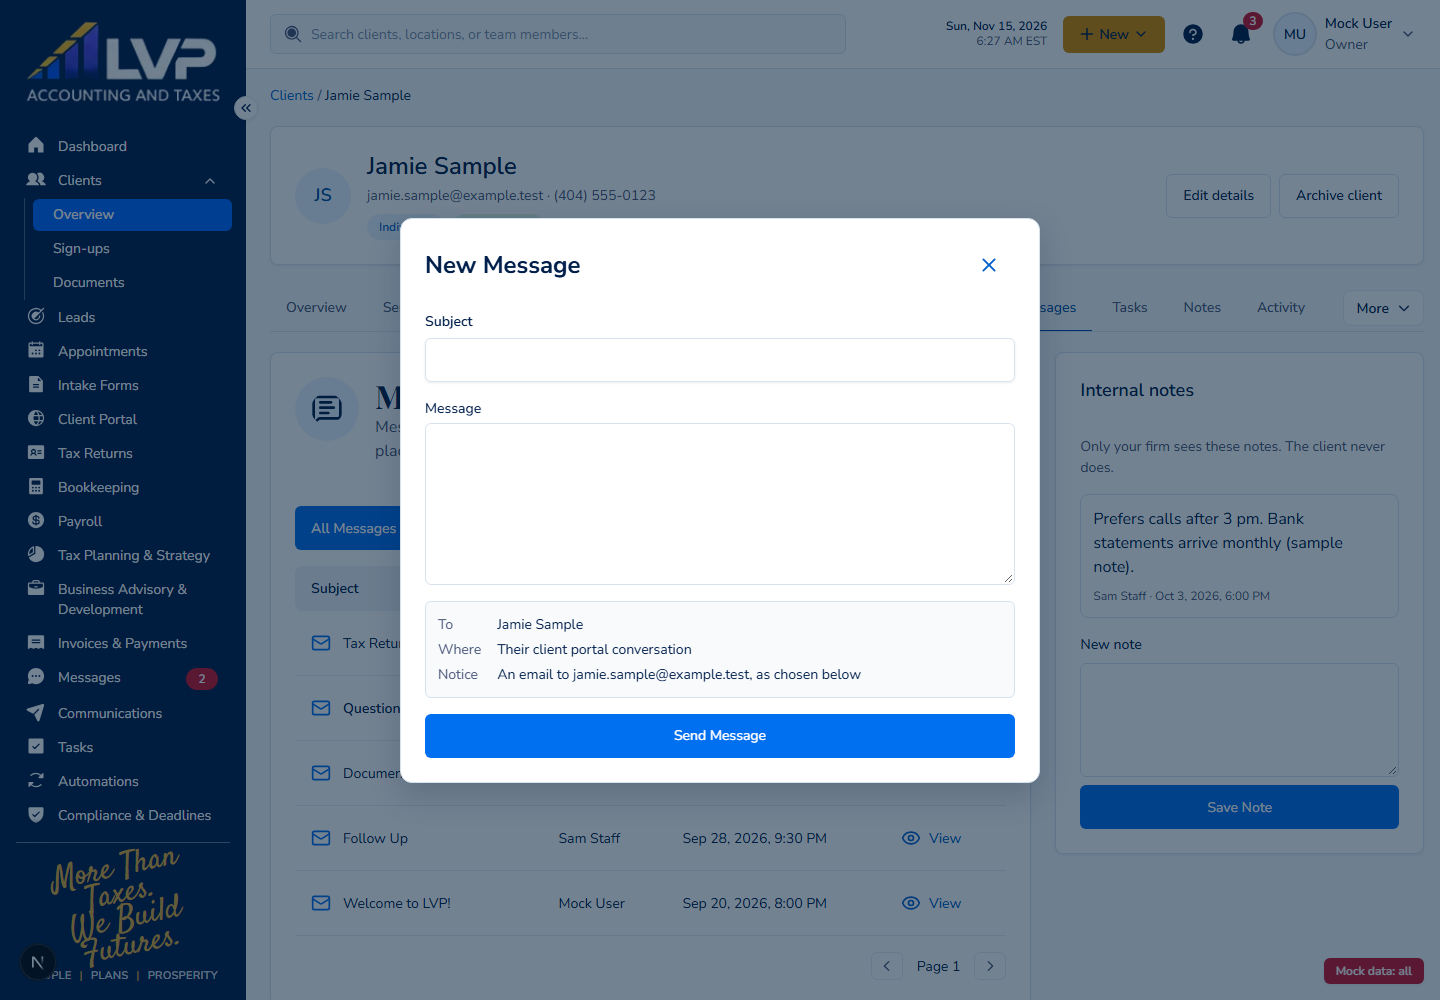 LVP
ACCOUNTING AND TAXES
Dashboard
Clients
Overview
Sign-ups
Documents
Leads
Appointments
Intake Forms
Client Portal
Tax Returns
Bookkeeping
Payroll
Tax Planning & Strategy
Business Advisory &
Development
Invoices & Payments
Messages 2
Communications
Tasks
Automations
Compliance & Deadlines
More Than
Taxes.
We Build
Futures.
N
PLANS | PROSPERITY
Search clients, locations, or team members...
Sun, Nov 15, 2026
6:27 AM EST
New
3
MU
Mock User
Owner
Clients / Jamie Sample
JS
Jamie Sample
jamie.sample@example.test · (404) 555-0123
Edit details
Archive client
Overview
Tasks
Notes
Activity
More
All Messages
Subject
Follow Up Sam Staff Sep 28, 2026, 9:30 PM View
Welcome to LVP! Mock User Sep 20, 2026, 8:00 PM View
Page 1
New Message
Subject
Message
To Jamie Sample
Where Their client portal conversation
Notice An email to jamie.sample@example.test, as chosen below
Send Message
Internal notes
Only your firm sees these notes. The client never
does.
Prefers calls after 3 pm. Bank
statements arrive monthly (sample
note).
Sam Staff · Oct 3, 2026, 6:00 PM
New note
Save Note
Mock data: all